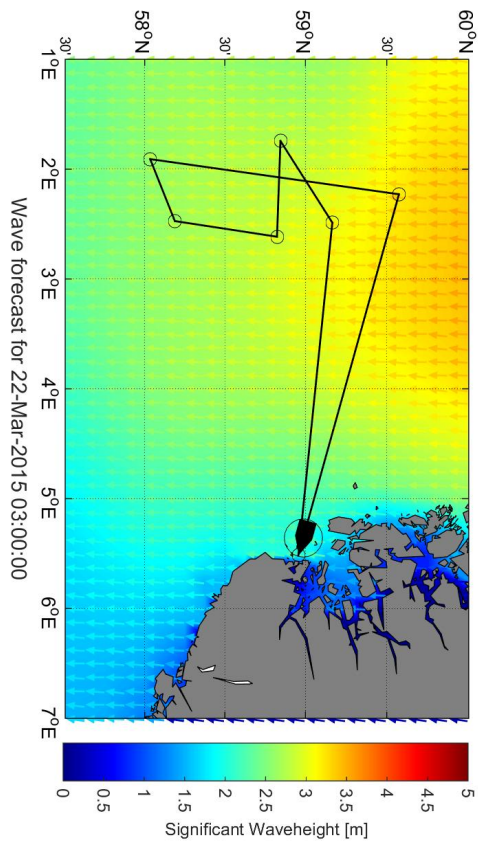 60°N
30'
59°N
30'
58°N
30'
1°E
2°E
3°E
4°E
5°E
6°E
7°E
Wave forecast for 22-Mar-2015 03:00:00
0
0.5
1
1.5
2
2.5
3
3.5
4
4.5
5
Significant Waveheight [m]